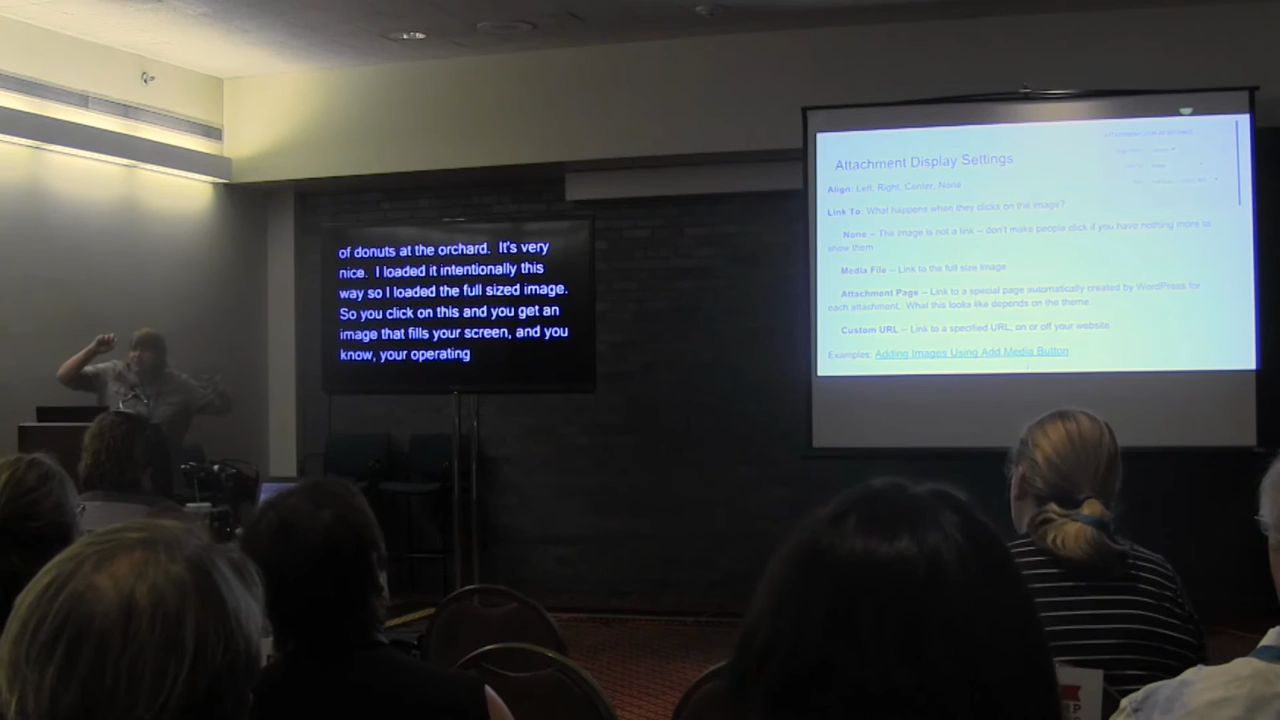 of donuts at the orchard. It's very
nice. I loaded it intentionally this
way so I loaded the full sized image.
So you click on this and you get an
image that fills your screen, and you
know, your operating
Attachment Display Settings
Align: Left, Right, Center, None
Link To: What happens when they clicks on the image?
None – The image is not a link – don't make people click if you have nothing more to
show them
Media File – Link to the full size image
Attachment Page – Link to a special page automatically created by WordPress for
each attachment. What this looks like depends on the theme.
Custom URL – Link to a specified URL, on or off your website
Examples: Adding Images Using Add Media Button